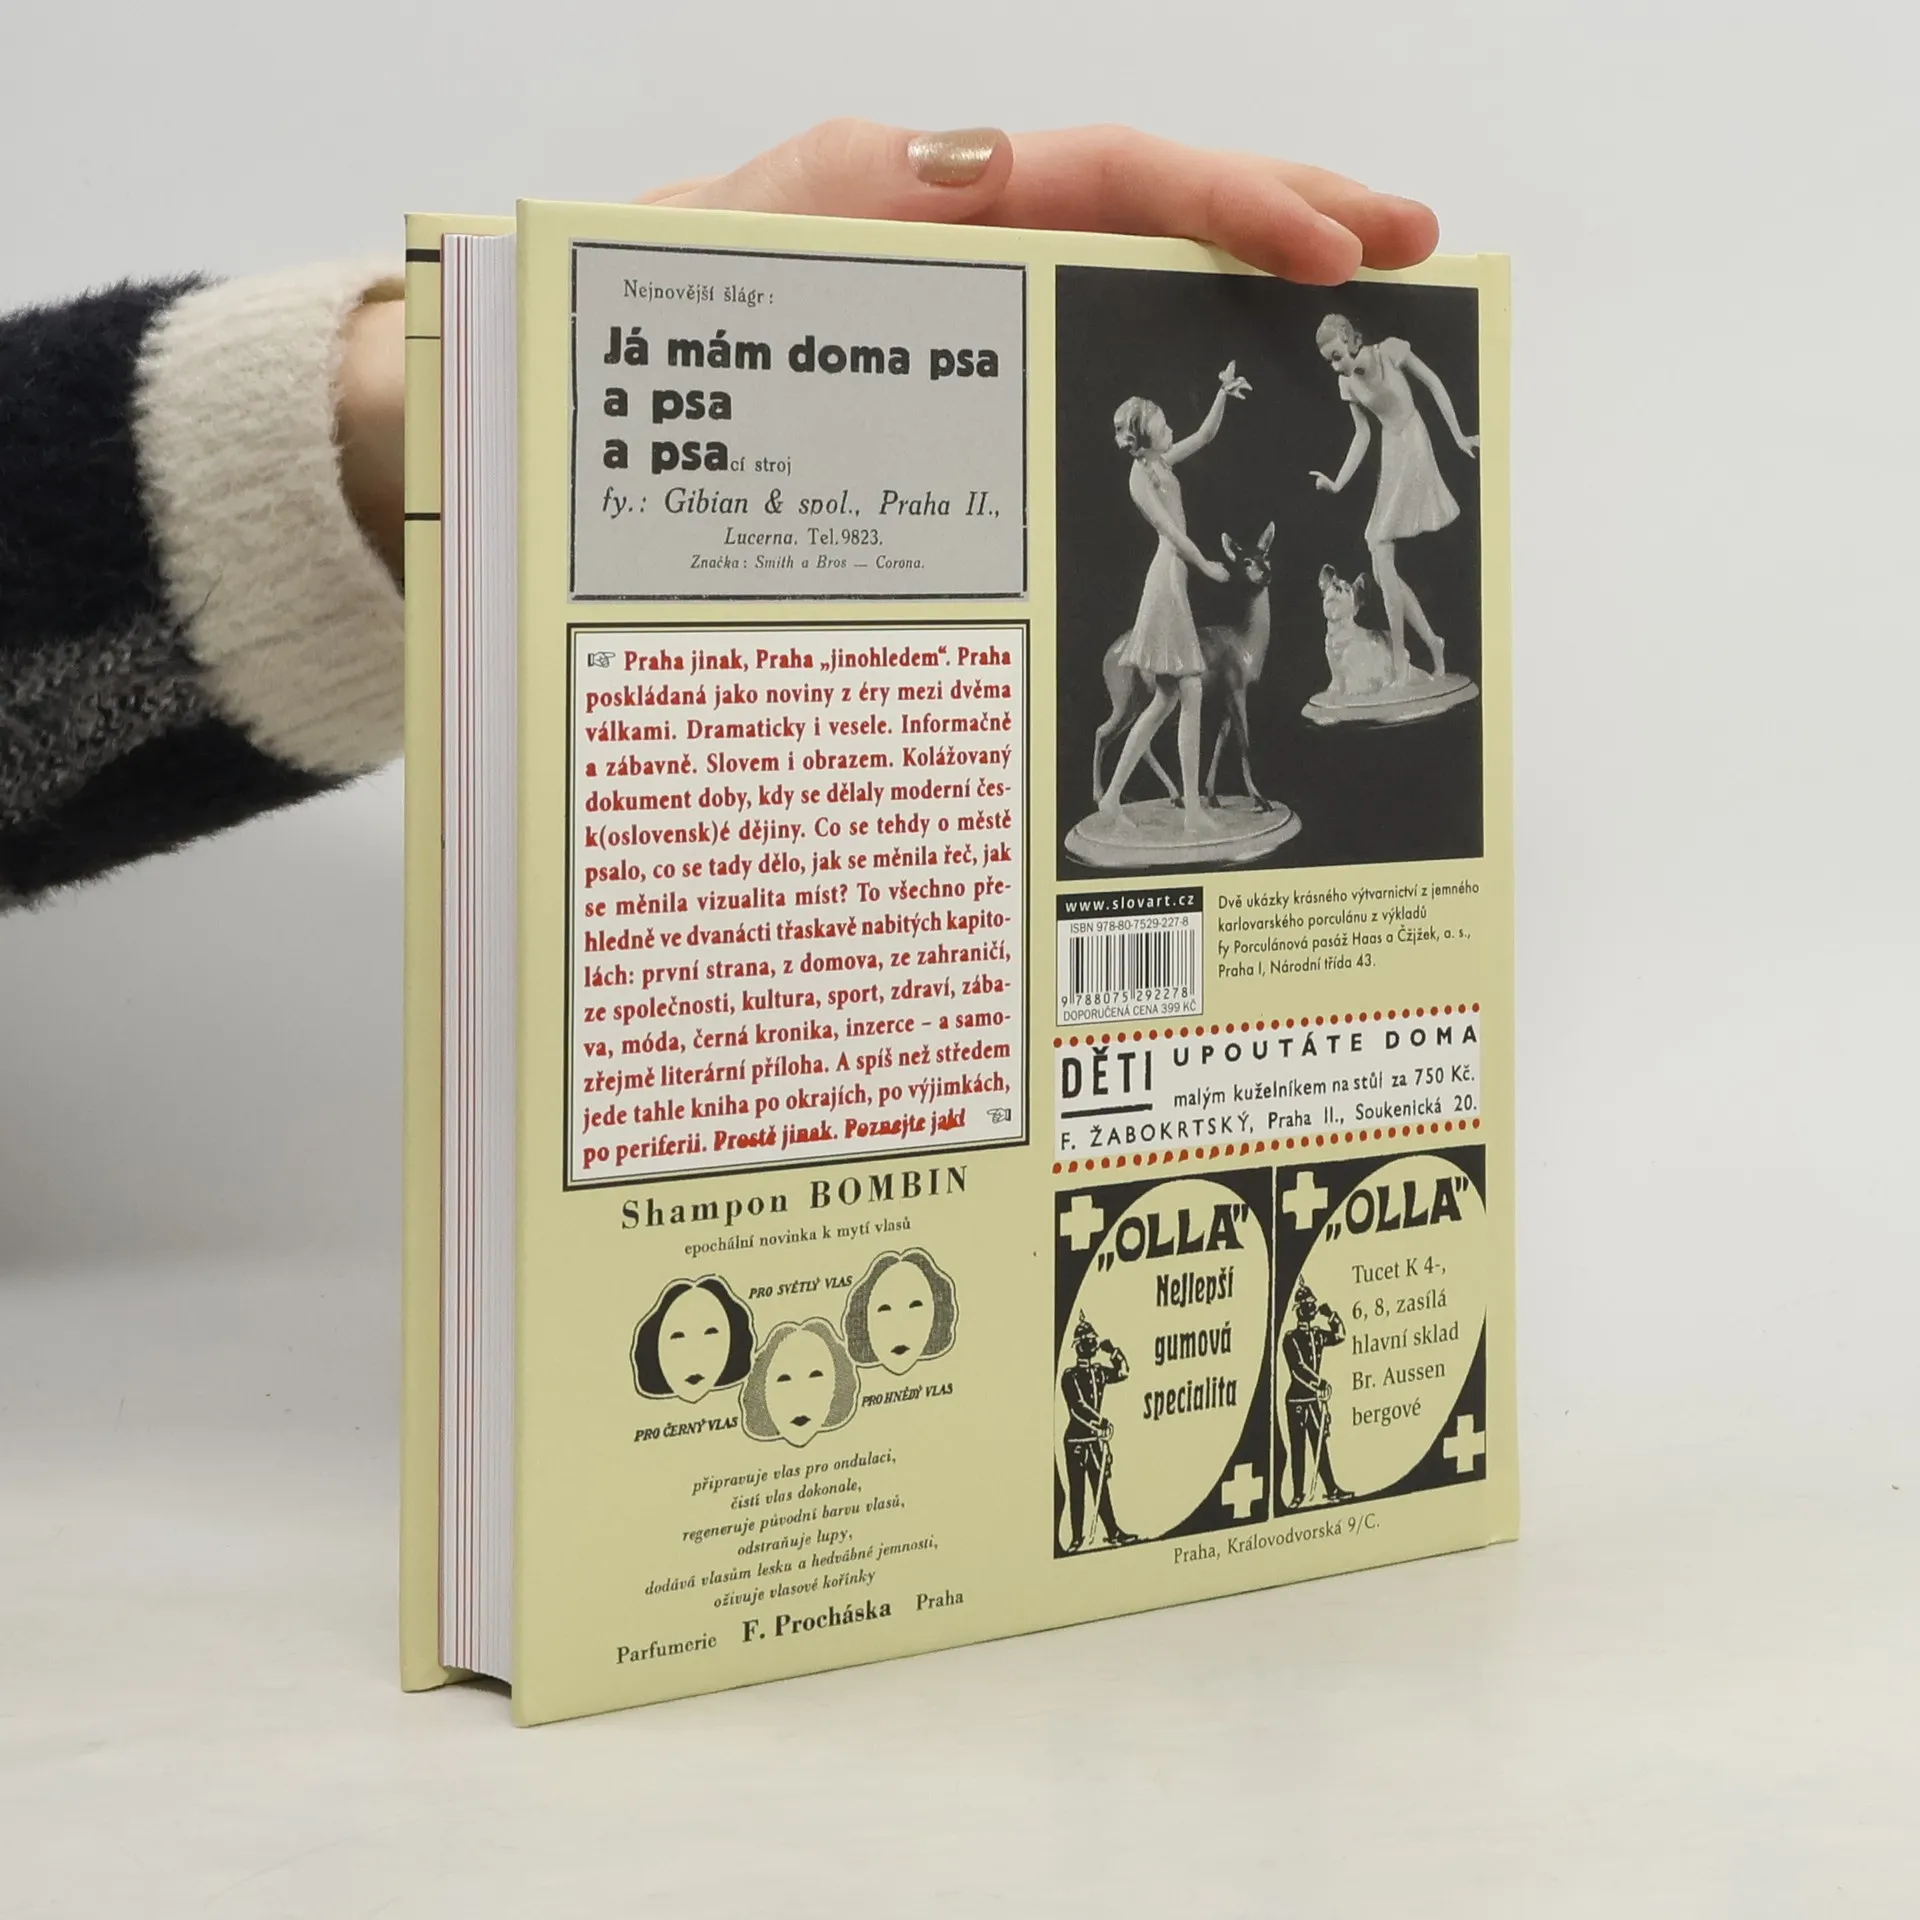 Nejnovější šlágr:
Já mám doma psa
a psa
a psací stroj
fy.: Gibian & spol., Praha II.,
Lucerna. Tel. 9823.
Značka: Smith a Bros — Corona.
☞ Praha jinak, Praha „jinohledem“. Praha
poskládaná jako noviny z éry mezi dvěma
válkami. Dramaticky i vesele. Informačně
a zábavně. Slovem i obrazem. Kolážovaný
dokument doby, kdy se dělaly moderní čes-
k(oslovensk)é dějiny. Co se tehdy o městě
psalo, co se tady dělo, jak se měnila řeč, jak
se měnila vizualita míst? To všechno pře-
hledně ve dvanácti třaskavě nabitých kapito-
lách: první strana, z domova, ze zahraničí,
ze společnosti, kultura, sport, zdraví, zába-
va, móda, černá kronika, inzerce – a samo-
zřejmě literární příloha. A spíš než středem
jede tahle kniha po okrajích, po výjimkách,
po periferii. Prostě jinak. Poznejte jak! ☜
Shampon BOMBIN
epochální novinka k mytí vlasů
PRO SVĚTLÝ VLAS
PRO ČERNÝ VLAS
PRO HNĚDÝ VLAS
připravuje vlas pro ondulaci,
čistí vlas dokonale,
regeneruje původní barvu vlasů,
odstraňuje lupy,
dodává vlasům lesku a hedvábné jemnosti,
oživuje vlasové kořínky
Parfumerie F. Procháska Praha
www.slovart.cz
ISBN 978-80-7529-227-8
9 788075 292278
DOPORUČENÁ CENA 399 KČ
Dvě ukázky krásného výtvarnictví z jemného
karlovarského porculánu z výkladů
fy Porculánová pasáž Haas a Čžjžek, a. s.,
Praha I, Národní třída 43.
DĚTI UPOUTÁTE DOMA
malým kuželníkem na stůl za 750 Kč.
F. ŽABOKRTSKÝ, Praha II., Soukenická 20.
„OLLA“
Nejlepší
gumová
specialita
„OLLA“
Tucet K 4-,
6, 8, zasílá
hlavní sklad
Br. Aussen
bergové
Praha, Královodvorská 9/C.